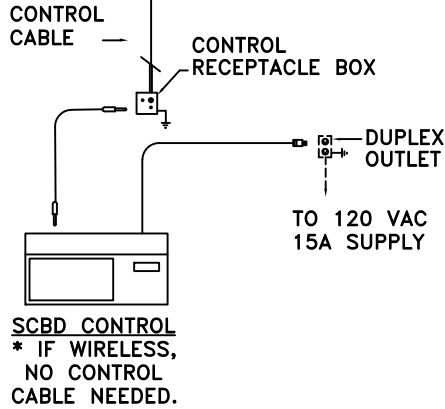 CONTROL
CABLE
CONTROL
RECEPTACLE BOX
DUPLEX
OUTLET
TO 120 VAC
15A SUPPLY
SCBD CONTROL
* IF WIRELESS,
NO CONTROL
CABLE NEEDED.